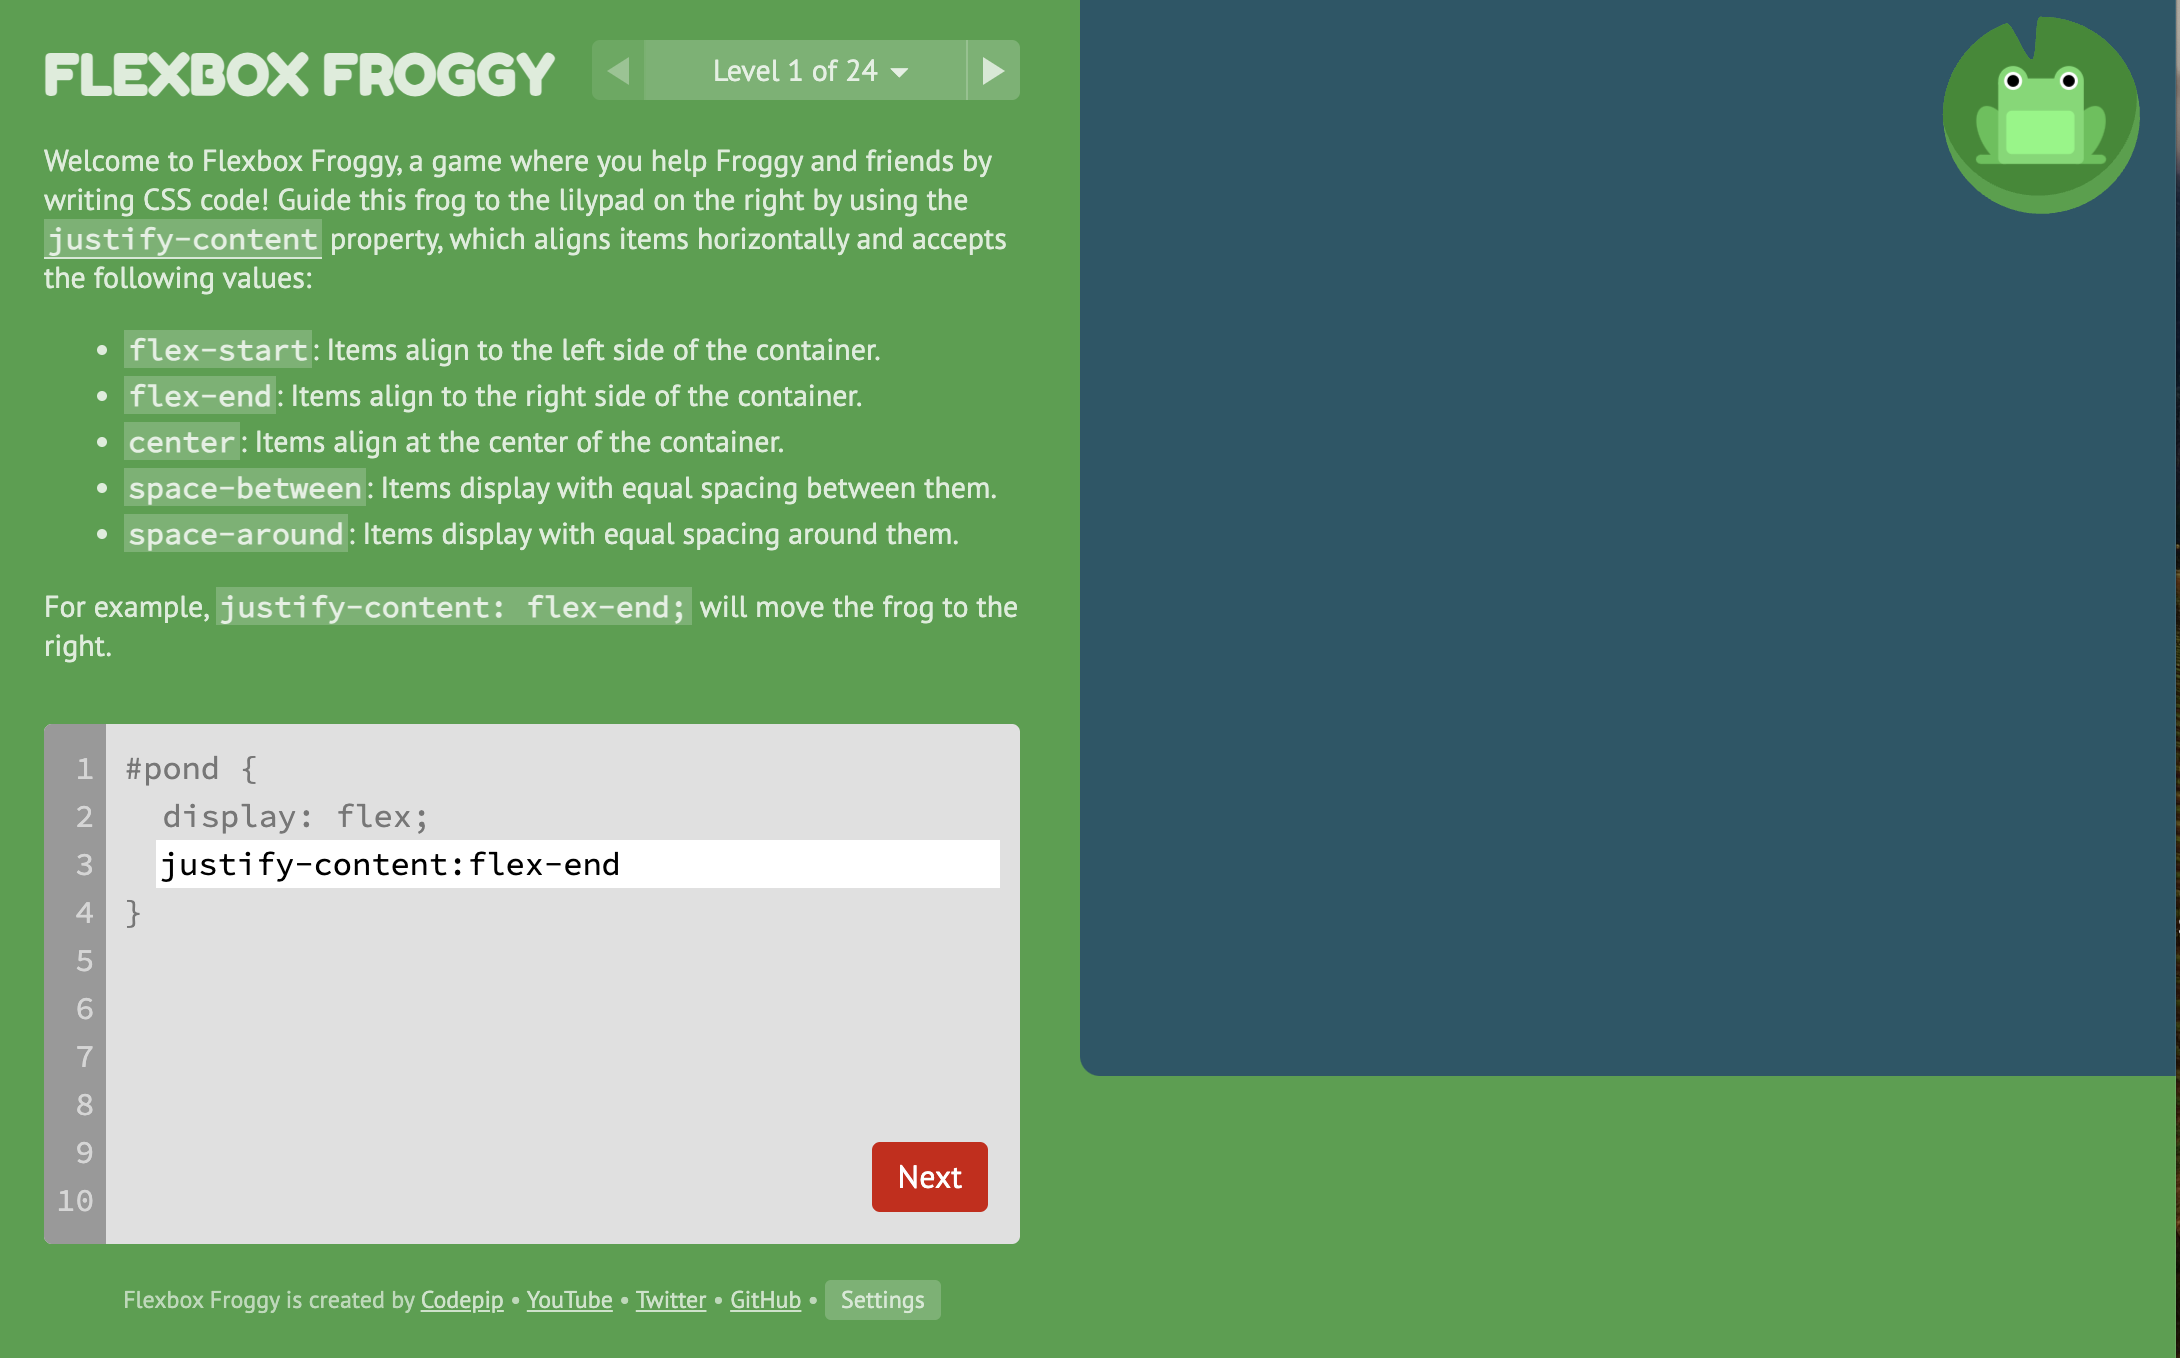 FLEXBOX FROGGY
Level 1 of 24
Welcome to Flexbox Froggy, a game where you help Froggy and friends by
writing CSS code! Guide this frog to the lilypad on the right by using the
justify-content property, which aligns items horizontally and accepts
the following values:
• flex-start: Items align to the left side of the container.
• flex-end: Items align to the right side of the container.
• center: Items align at the center of the container.
• space-between: Items display with equal spacing between them.
• space-around: Items display with equal spacing around them.
For example, justify-content: flex-end; will move the frog to the
right.
1 #pond {
2   display: flex;
3   justify-content:flex-end
4 }
5
6
7
8
9
10
Next
Flexbox Froggy is created by Codepip • YouTube • Twitter • GitHub • Settings